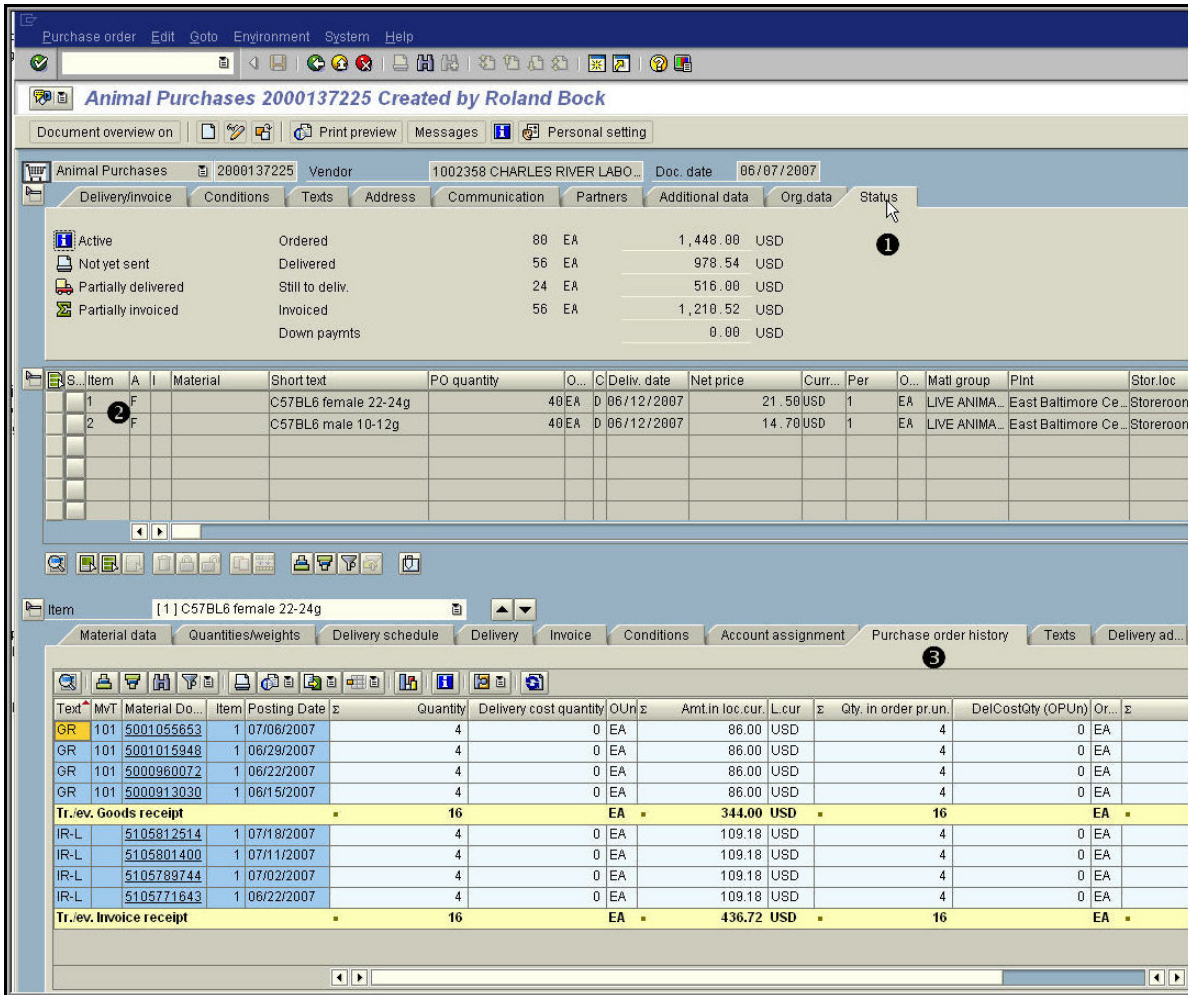 Purchase order Edit Goto Environment System Help
Animal Purchases 2000137225 Created by Roland Bock
Document overview on Print preview Messages Personal setting
Animal Purchases 2000137225 Vendor 1002358 CHARLES RIVER LABO... Doc. date 06/07/2007
Delivery/invoice Conditions Texts Address Communication Partners Additional data Org.data Status
1
Active Ordered 80 EA 1,448.00 USD
Not yet sent Delivered 56 EA 978.54 USD
Partially delivered Still to deliv. 24 EA 516.00 USD
Partially invoiced Invoiced 56 EA 1,210.52 USD
Down paymts 0.00 USD
S... Item A I Material Short text PO quantity O... C Deliv. date Net price Curr... Per O... Matl group Plnt Stor.loc
1 F C57BL6 female 22-24g 40 EA D 06/12/2007 21.50 USD 1 EA LIVE ANIMA... East Baltimore Ce... Storeroom
2
2 F C57BL6 male 10-12g 40 EA D 06/12/2007 14.70 USD 1 EA LIVE ANIMA... East Baltimore Ce... Storeroom
Item [ 1 ] C57BL6 female 22-24g
Material data Quantities/weights Delivery schedule Delivery Invoice Conditions Account assignment Purchase order history Texts Delivery ad...
3
Text MvT Material Do... Item Posting Date Σ Quantity Delivery cost quantity OUn Σ Amt.in loc.cur. L.cur Σ Qty. in order pr.un. DelCostQty (OPUn) Or... Σ
GR 101 5001055653 1 07/06/2007 4 0 EA 86.00 USD 4 0 EA
GR 101 5001015948 1 06/29/2007 4 0 EA 86.00 USD 4 0 EA
GR 101 5000960072 1 06/22/2007 4 0 EA 86.00 USD 4 0 EA
GR 101 5000913030 1 06/15/2007 4 0 EA 86.00 USD 4 0 EA
Tr./ev. Goods receipt 16 EA 344.00 USD 16 EA
IR-L 5105812514 1 07/18/2007 4 0 EA 109.18 USD 4 0 EA
IR-L 5105801400 1 07/11/2007 4 0 EA 109.18 USD 4 0 EA
IR-L 5105789744 1 07/02/2007 4 0 EA 109.18 USD 4 0 EA
IR-L 5105771643 1 06/22/2007 4 0 EA 109.18 USD 4 0 EA
Tr./ev. Invoice receipt 16 EA 436.72 USD 16 EA